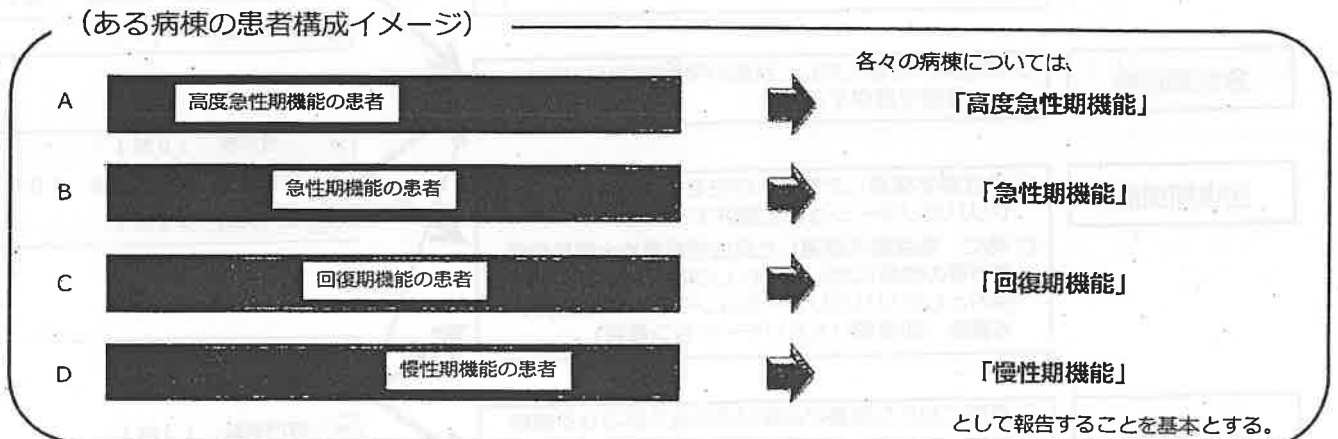 (ある病棟の患者構成イメージ)
各々の病棟については、
A 高度急性期機能の患者 「高度急性期機能」
B 急性期機能の患者 「急性期機能」
C 回復期機能の患者 「回復期機能」
D 慢性期機能の患者 「慢性期機能」
として報告することを基本とする。